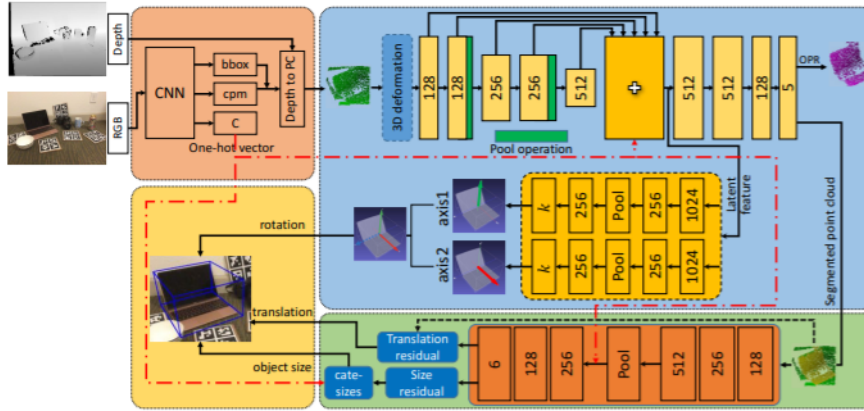 Depth
RGB
CNN
bbox
cpm
C
One-hot vector
Depth to PC
3D deformation
128
128
256
256
512
Pool operation
512
512
128
5
OPR
Latent
feature
Segmented point cloud
axis1
k
256
Pool
256
1024
axis2
k
256
Pool
256
1024
rotation
translation
object size
Translation
residual
cate-
sizes
Size
residual
6
128
256
Pool
512
256
128